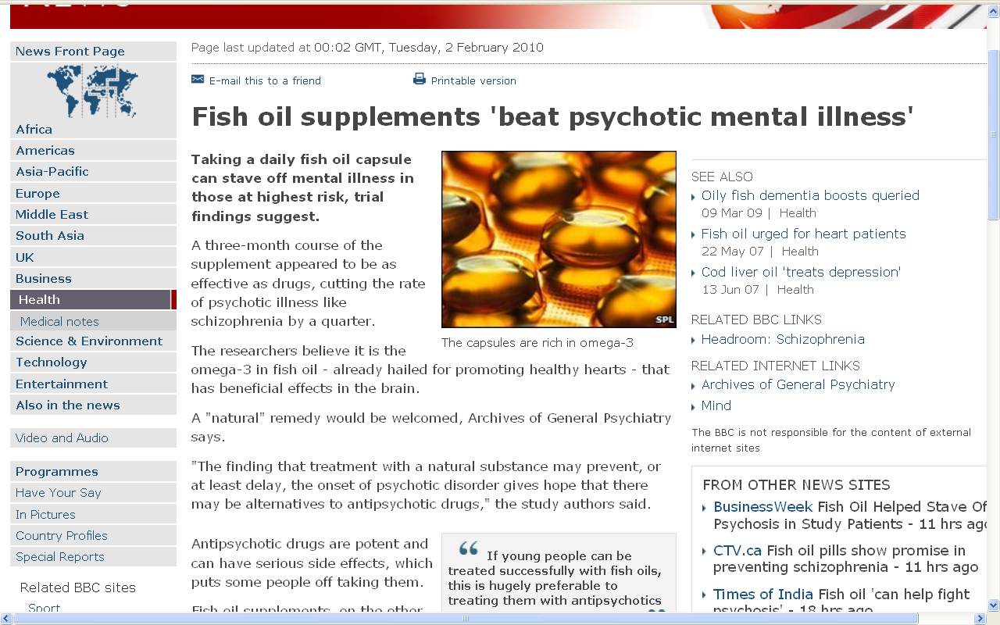 NEWS
Page last updated at 00:02 GMT, Tuesday, 2 February 2010
E-mail this to a friend
Printable version
Fish oil supplements 'beat psychotic mental illness'
News Front Page
Africa
Americas
Asia-Pacific
Europe
Middle East
South Asia
UK
Business
Health
Medical notes
Science & Environment
Technology
Entertainment
Also in the news
Video and Audio
Programmes
Have Your Say
In Pictures
Country Profiles
Special Reports
Related BBC sites
Sport
Taking a daily fish oil capsule
can stave off mental illness in
those at highest risk, trial
findings suggest.
A three-month course of the
supplement appeared to be as
effective as drugs, cutting the rate
of psychotic illness like
schizophrenia by a quarter.
SPL
The capsules are rich in omega-3
The researchers believe it is the
omega-3 in fish oil - already hailed for promoting healthy hearts - that
has beneficial effects in the brain.
A "natural" remedy would be welcomed, Archives of General Psychiatry
says.
"The finding that treatment with a natural substance may prevent, or
at least delay, the onset of psychotic disorder gives hope that there
may be alternatives to antipsychotic drugs," the study authors said.
Antipsychotic drugs are potent and
can have serious side effects, which
puts some people off taking them.
Fish oil supplements, on the other
“ If young people can be
treated successfully with fish oils,
this is hugely preferable to
treating them with antipsychotics ”
SEE ALSO
Oily fish dementia boosts queried
09 Mar 09 | Health
Fish oil urged for heart patients
22 May 07 | Health
Cod liver oil 'treats depression'
13 Jun 07 | Health
RELATED BBC LINKS
Headroom: Schizophrenia
RELATED INTERNET LINKS
Archives of General Psychiatry
Mind
The BBC is not responsible for the content of external
internet sites
FROM OTHER NEWS SITES
BusinessWeek Fish Oil Helped Stave Of
Psychosis in Study Patients - 11 hrs ago
CTV.ca Fish oil pills show promise in
preventing schizophrenia - 11 hrs ago
Times of India Fish oil 'can help fight
psychosis' - 18 hrs ago